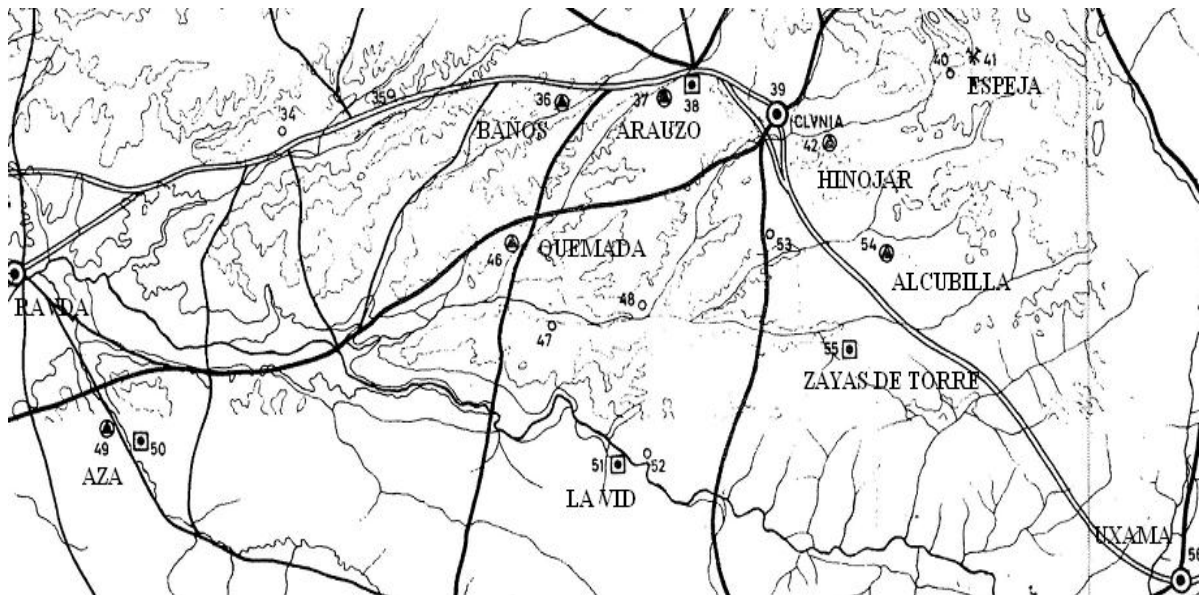 39
40
41
ESPEJA
35
36
37
38
34
BAÑOS
ARAUZO
CLVNIA
42
HINOJAR
53
54
46
QUEMADA
ALCUBILLA
RAVDA
48
47
55
ZAYAS DE TORRE
49
50
AZA
51
52
LA VID
UXAMA
56